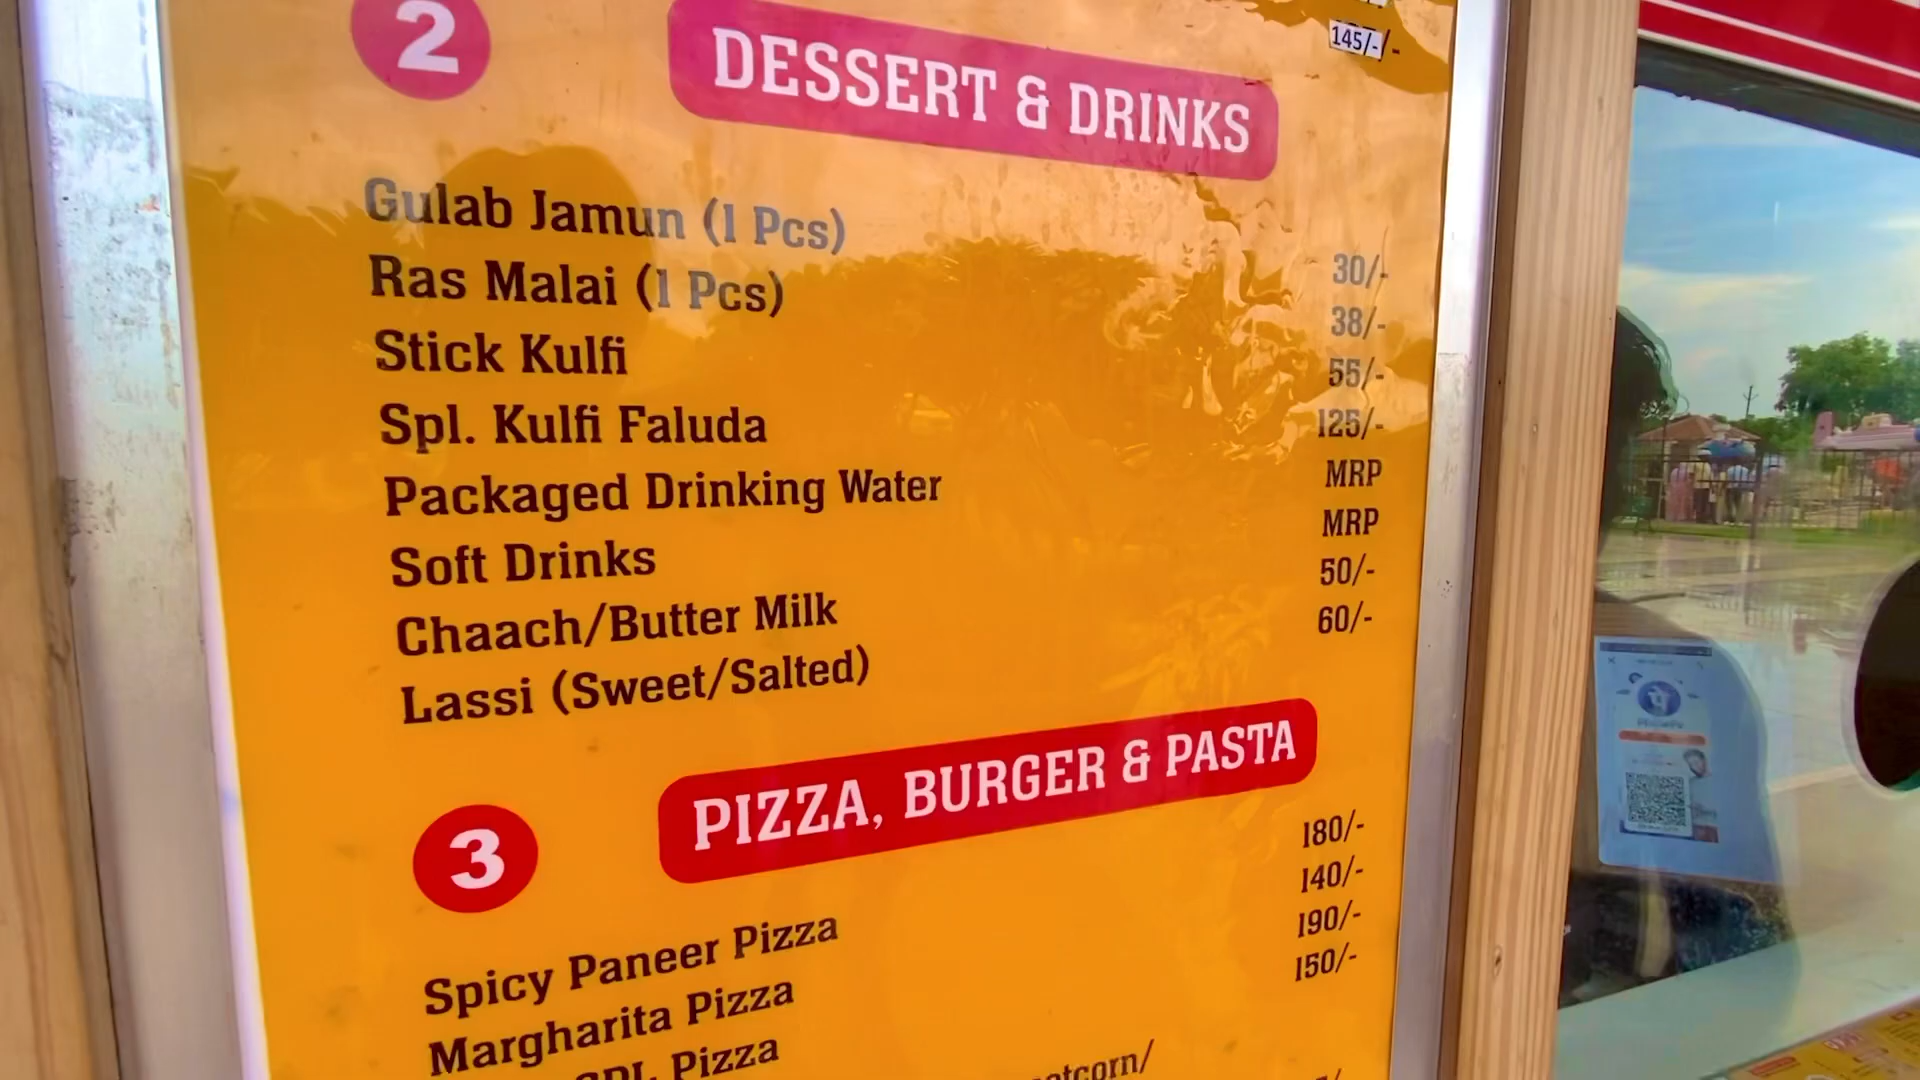 145/-/-
2 DESSERT & DRINKS
Gulab Jamun (1 Pcs) 30/-
Ras Malai (1 Pcs) 38/-
Stick Kulfi 55/-
Spl. Kulfi Faluda 125/-
Packaged Drinking Water MRP
Soft Drinks MRP
Chaach/Butter Milk 50/-
Lassi (Sweet/Salted) 60/-
3 PIZZA, BURGER & PASTA
Spicy Paneer Pizza 180/-
Margharita Pizza 140/-
Pizza 190/-
150/-